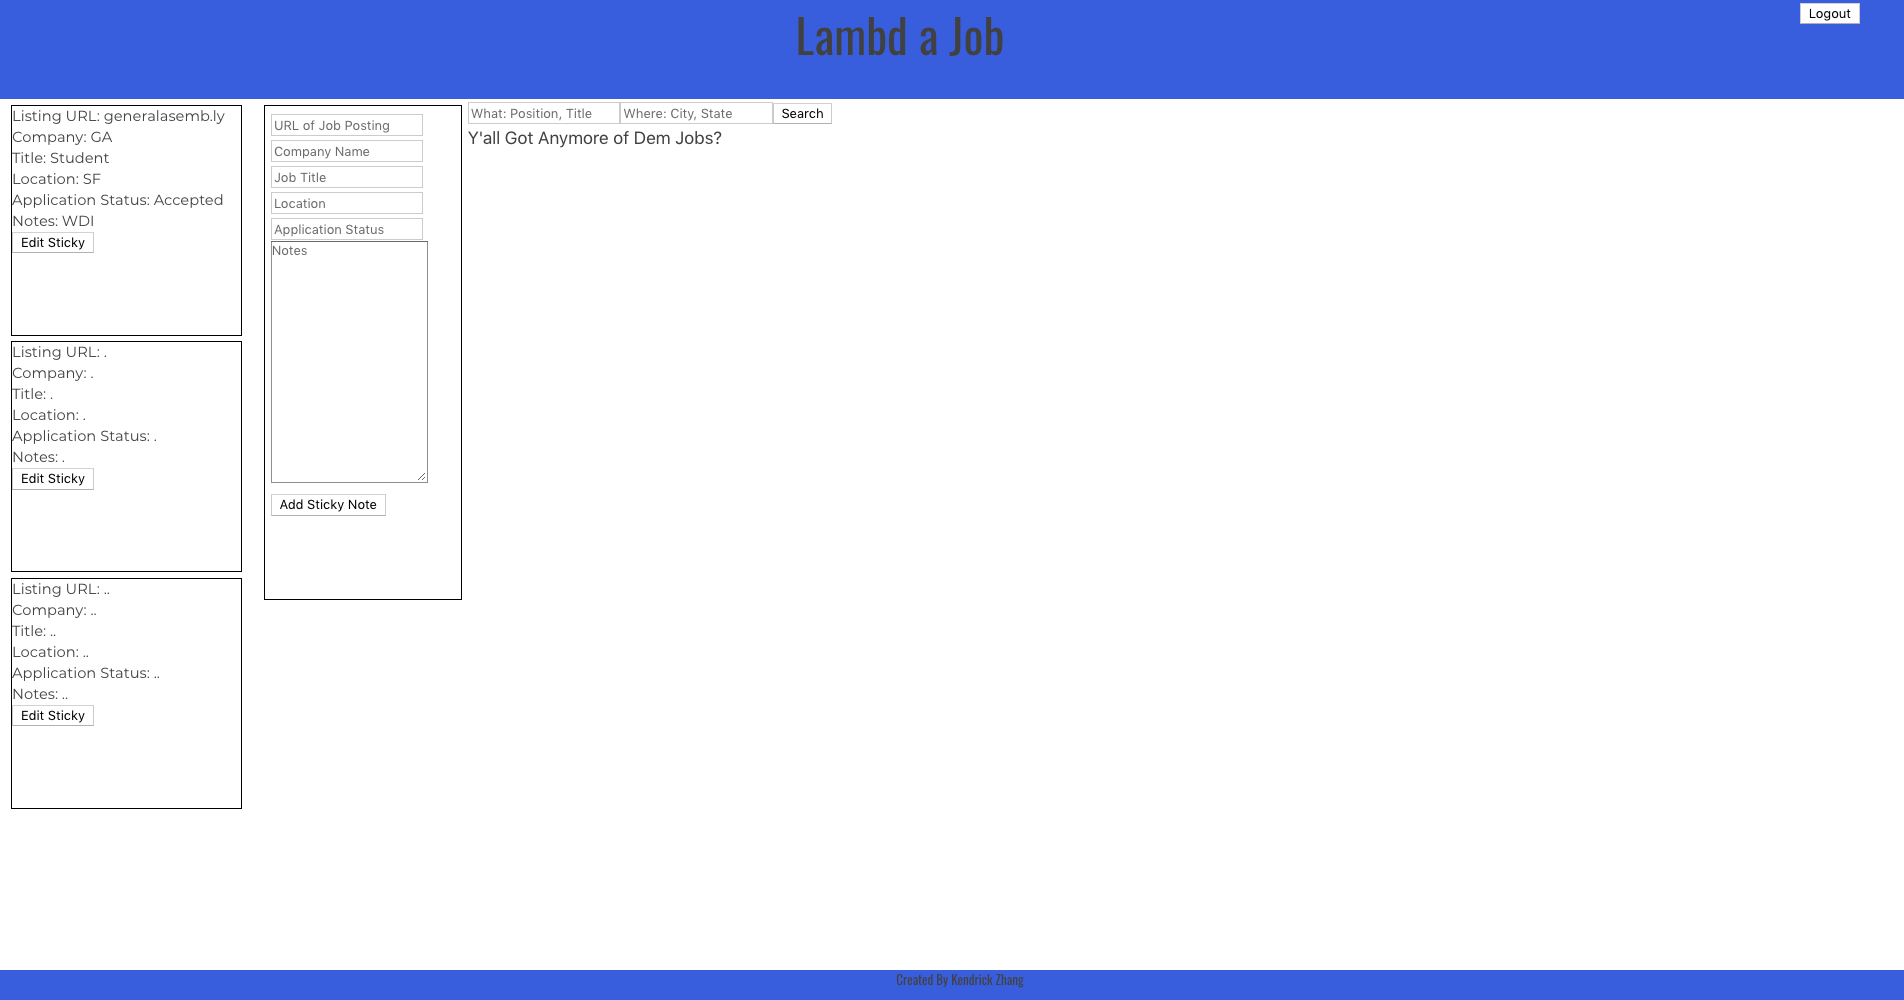 Lambd a Job
Logout
Listing URL: generalasemb.ly
Company: GA
Title: Student
Location: SF
Application Status: Accepted
Notes: WDI
Edit Sticky
Listing URL: .
Company: .
Title: .
Location: .
Application Status: .
Notes: .
Edit Sticky
Listing URL: ..
Company: ..
Title: ..
Location: ..
Application Status: ..
Notes: ..
Edit Sticky
URL of Job Posting
Company Name
Job Title
Location
Application Status
Notes
Add Sticky Note
What: Position, Title Where: City, State Search
Y'all Got Anymore of Dem Jobs?
Created By Kendrick Zhang